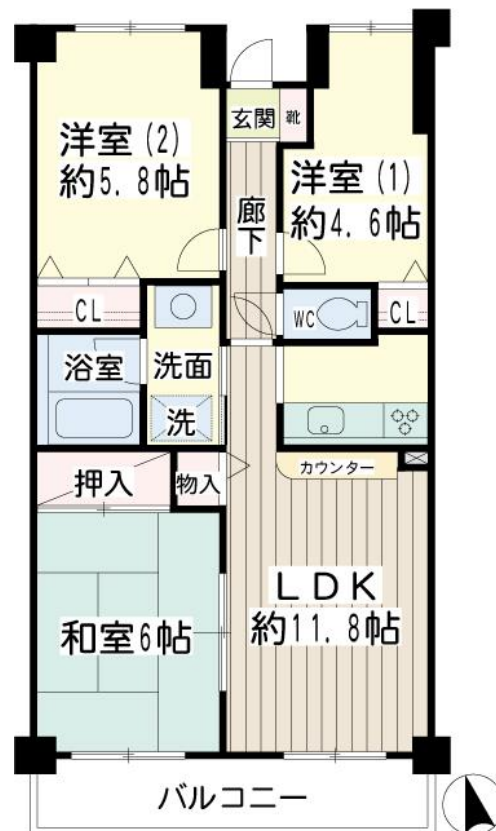 玄関
靴
洋室(2)
約5.8帖
洋室(1)
約4.6帖
廊下
CL
WC
CL
浴室
洗面
洗
押入
物入
カウンター
LDK
約11.8帖
和室6帖
バルコニー